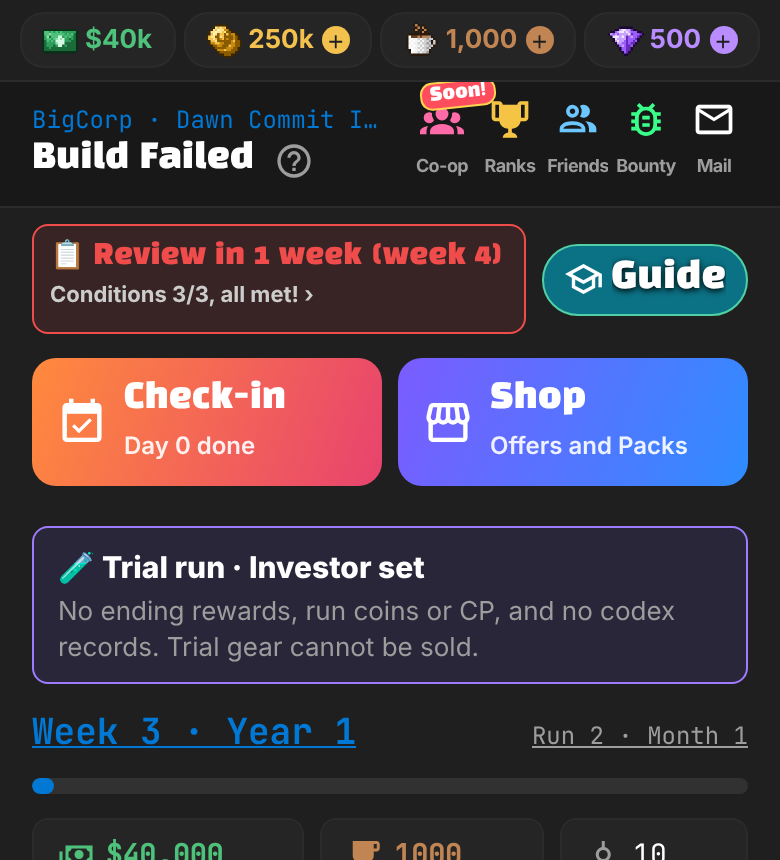 $40k 250k 1,000 500
BigCorp · Dawn Commit I…
Build Failed
Soon!
Co-op Ranks Friends Bounty Mail
Review in 1 week (week 4)
Conditions 3/3, all met! ›
Guide
Check-in
Day 0 done
Shop
Offers and Packs
Trial run · Investor set
No ending rewards, run coins or CP, and no codex
records. Trial gear cannot be sold.
Week 3 · Year 1
Run 2 · Month 1
$40,000 1000 10